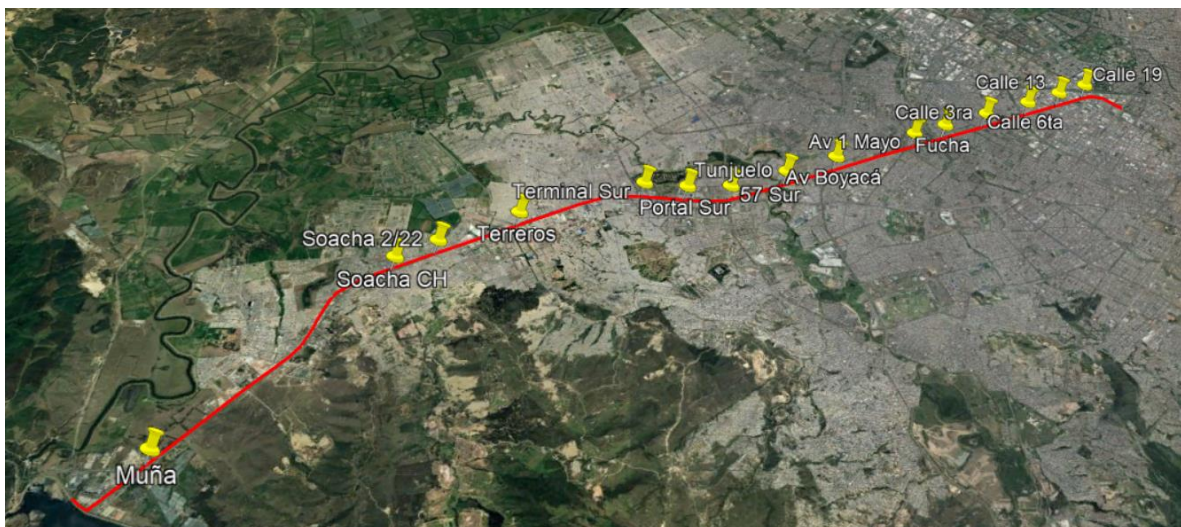 Calle 19
Calle 13
Calle 3ra
Calle 6ta
Av 1 Mayo
Fucha
Tunjuelo
Av Boyacá
Terminal Sur
57 Sur
Portal Sur
Soacha 2/22
Terreros
Soacha CH
Muña